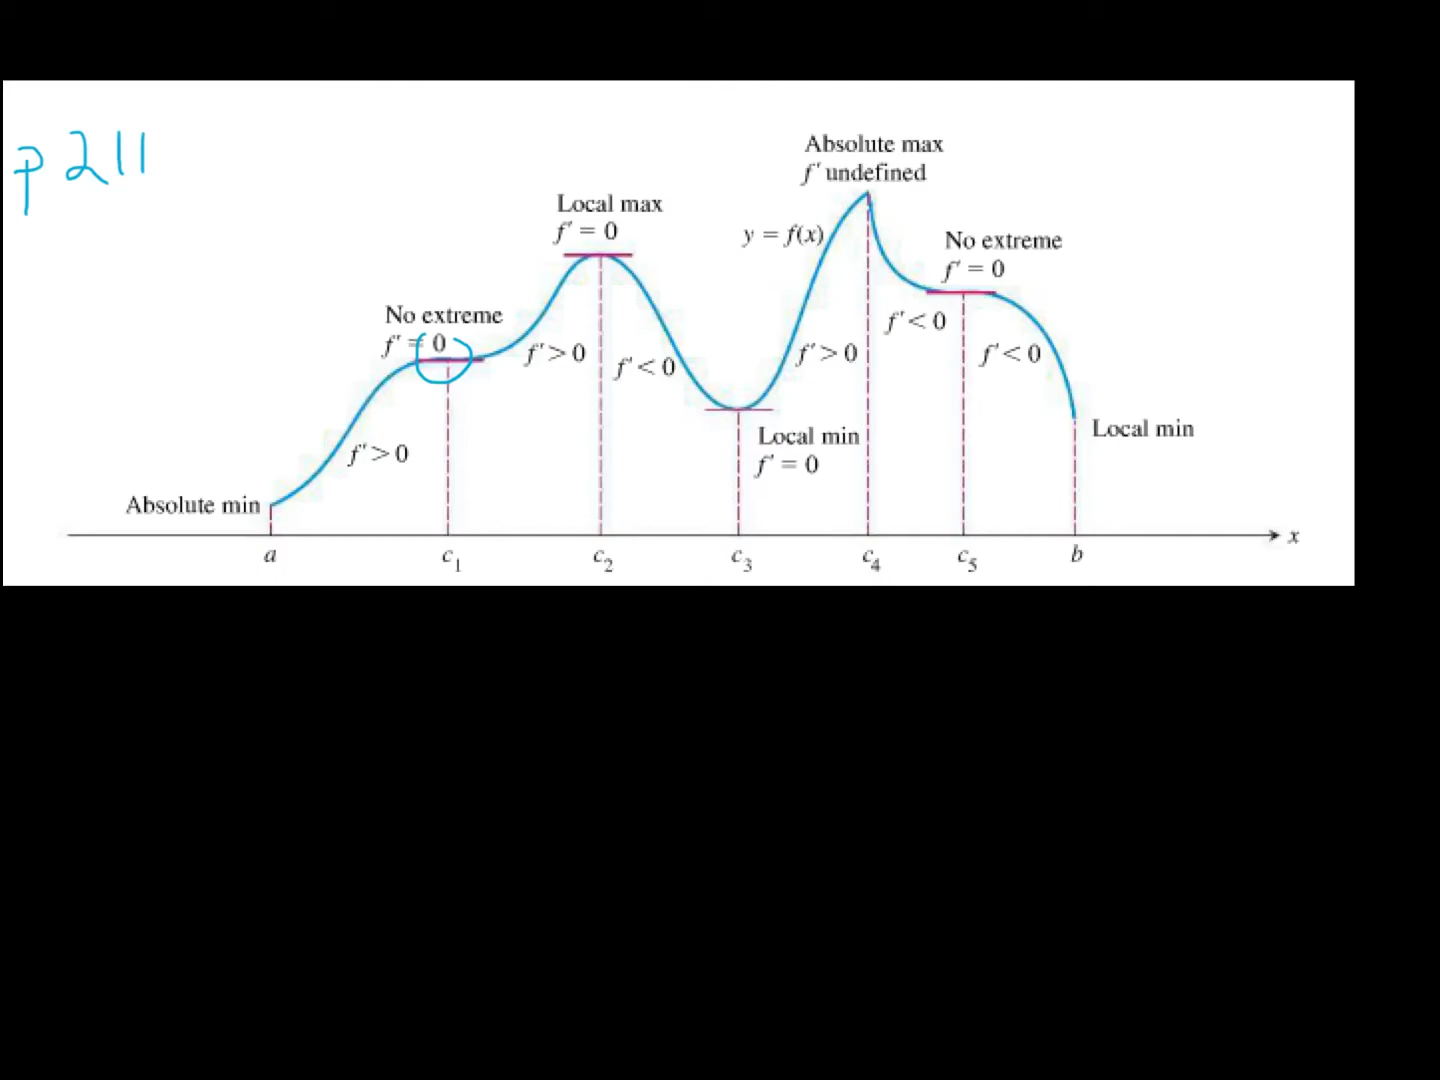 p 211
Absolute max
f' undefined
Local max
f' = 0
y = f(x)
No extreme
f' = 0
No extreme
f' = 0
f' < 0
f' > 0
f' < 0
f' > 0
f' < 0
Local min
Local min
f' = 0
f' > 0
Absolute min
x
a
c₁
c₂
c₃
c₄
c₅
b